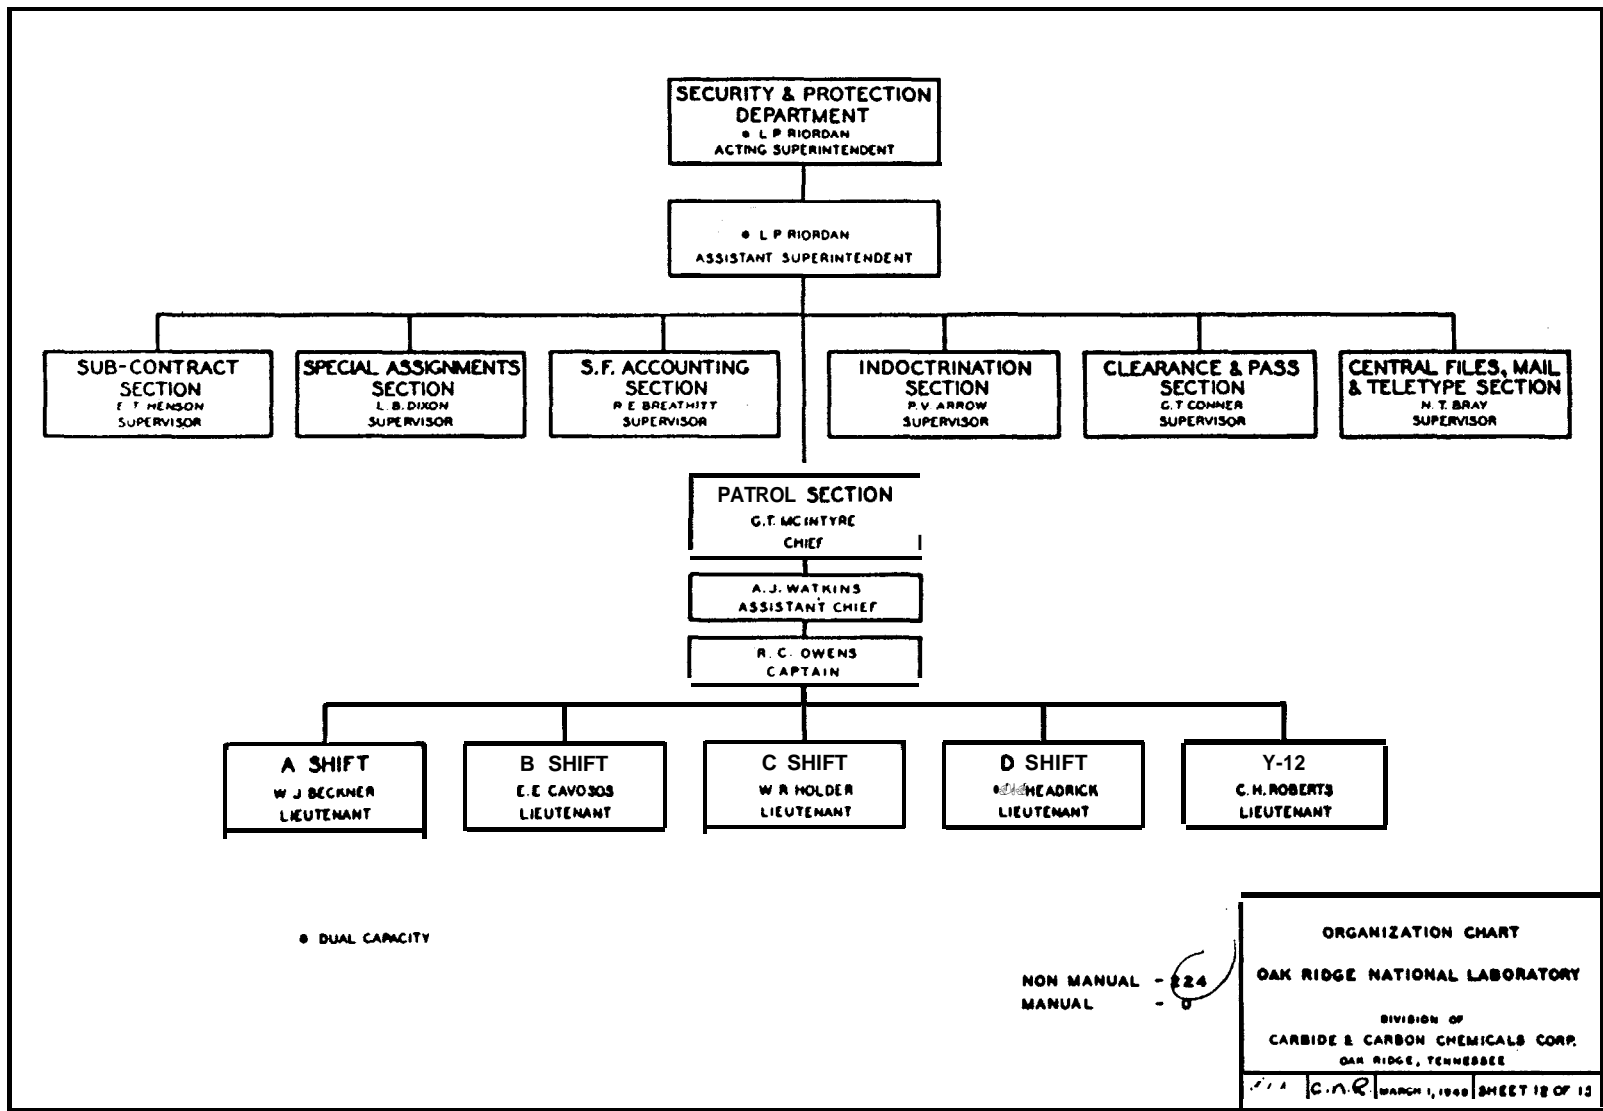 SECURITY & PROTECTION
DEPARTMENT
• L P RIORDAN
ACTING SUPERINTENDENT
• L P RIORDAN
ASSISTANT SUPERINTENDENT
SUB-CONTRACT
SECTION
E. T. HENSON
SUPERVISOR
SPECIAL ASSIGNMENTS
SECTION
L. B. DIXON
SUPERVISOR
S.F. ACCOUNTING
SECTION
R E BREATHITT
SUPERVISOR
INDOCTRINATION
SECTION
P. V. ARROW
SUPERVISOR
CLEARANCE & PASS
SECTION
G. T CONNER
SUPERVISOR
CENTRAL FILES, MAIL
& TELETYPE SECTION
N. T. BRAY
SUPERVISOR
PATROL SECTION
G.T. MCINTYRE
CHIEF
A. J. WATKINS
ASSISTANT CHIEF
R. C. OWENS
CAPTAIN
A SHIFT
W J BECKNER
LIEUTENANT
B SHIFT
E. E CAVOSOS
LIEUTENANT
C SHIFT
W R HOLDER
LIEUTENANT
D SHIFT
HEADRICK
LIEUTENANT
Y-12
C. H. ROBERTS
LIEUTENANT
• DUAL CAPACITY
NON MANUAL - 224
MANUAL - 0
ORGANIZATION CHART
OAK RIDGE NATIONAL LABORATORY
DIVISION OF
CARBIDE & CARBON CHEMICALS CORP.
OAK RIDGE, TENNESSEE
C.n.R. MARCH 1, SHEET 12 OF 15